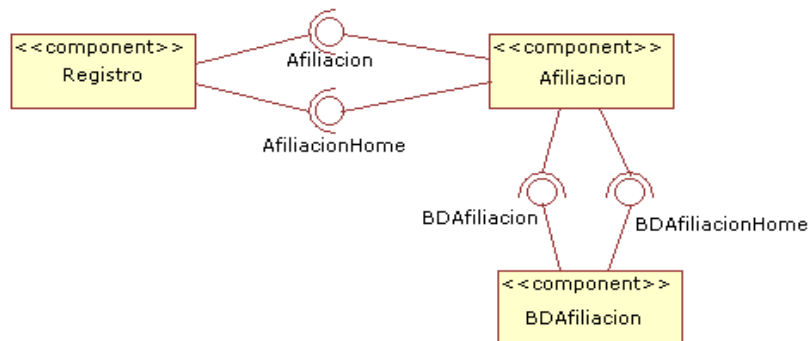 <<component>>
Registro
Afiliacion
AfiliacionHome
<<component>>
Afiliacion
BDAfiliacion
BDAfiliacionHome
<<component>>
BDAfiliacion